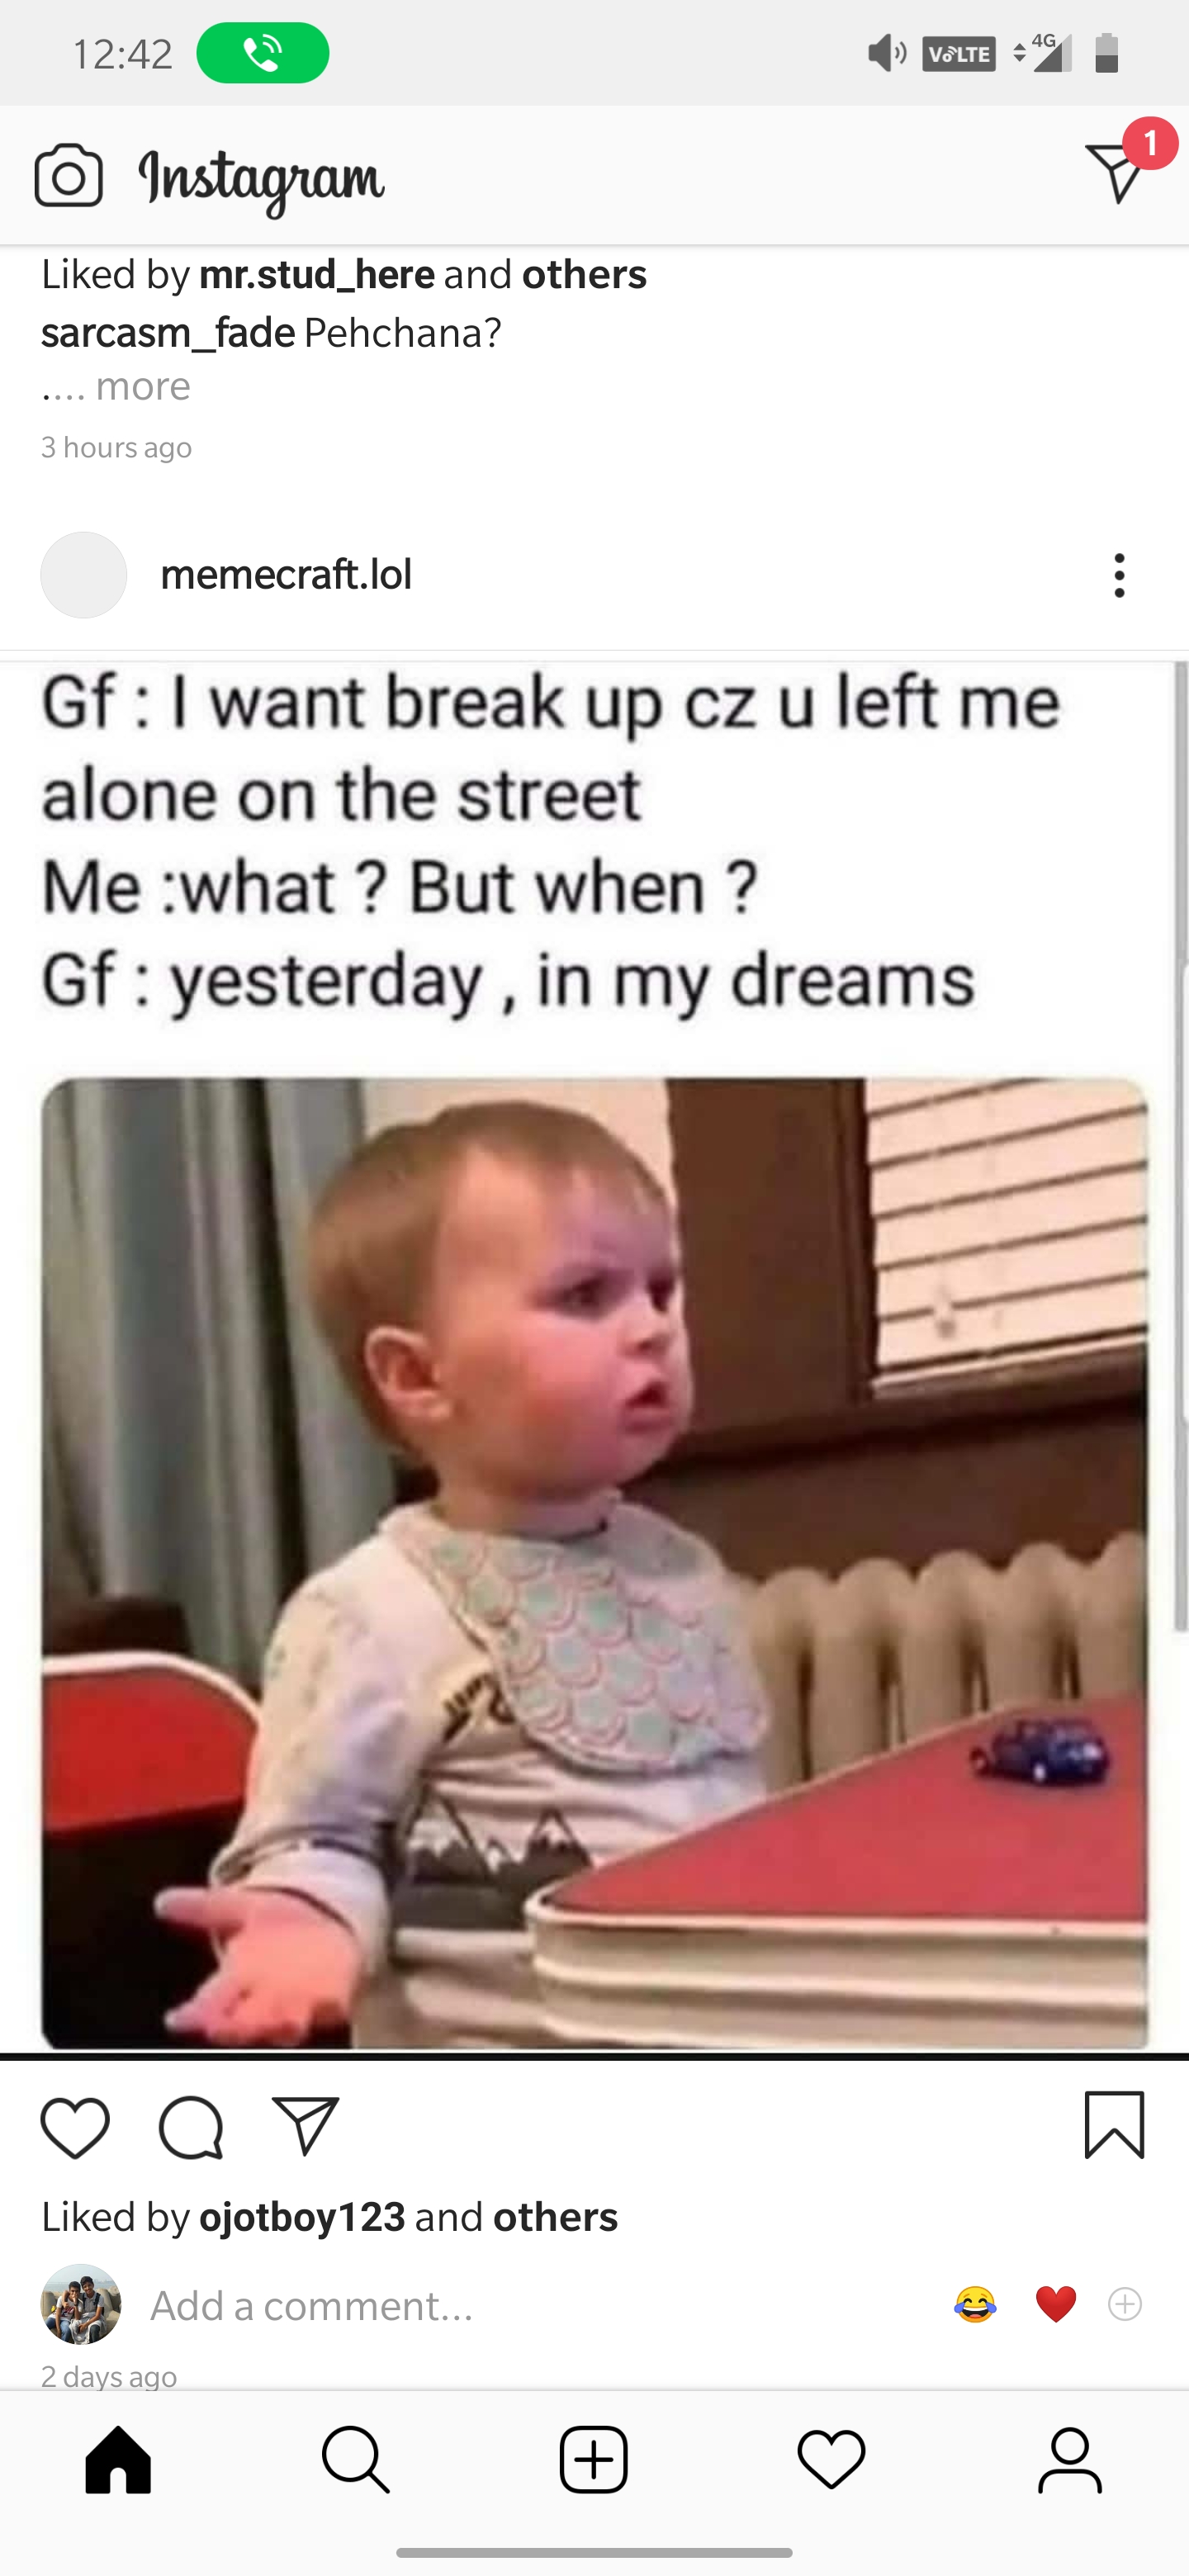 12:42 VoLTE 4G
Instagram 1
Liked by mr.stud_here and others
sarcasm_fade Pehchana?
.... more
3 hours ago
memecraft.lol
Gf : I want break up cz u left me
alone on the street
Me :what ? But when ?
Gf : yesterday , in my dreams
Liked by ojotboy123 and others
Add a comment...
2 days ago